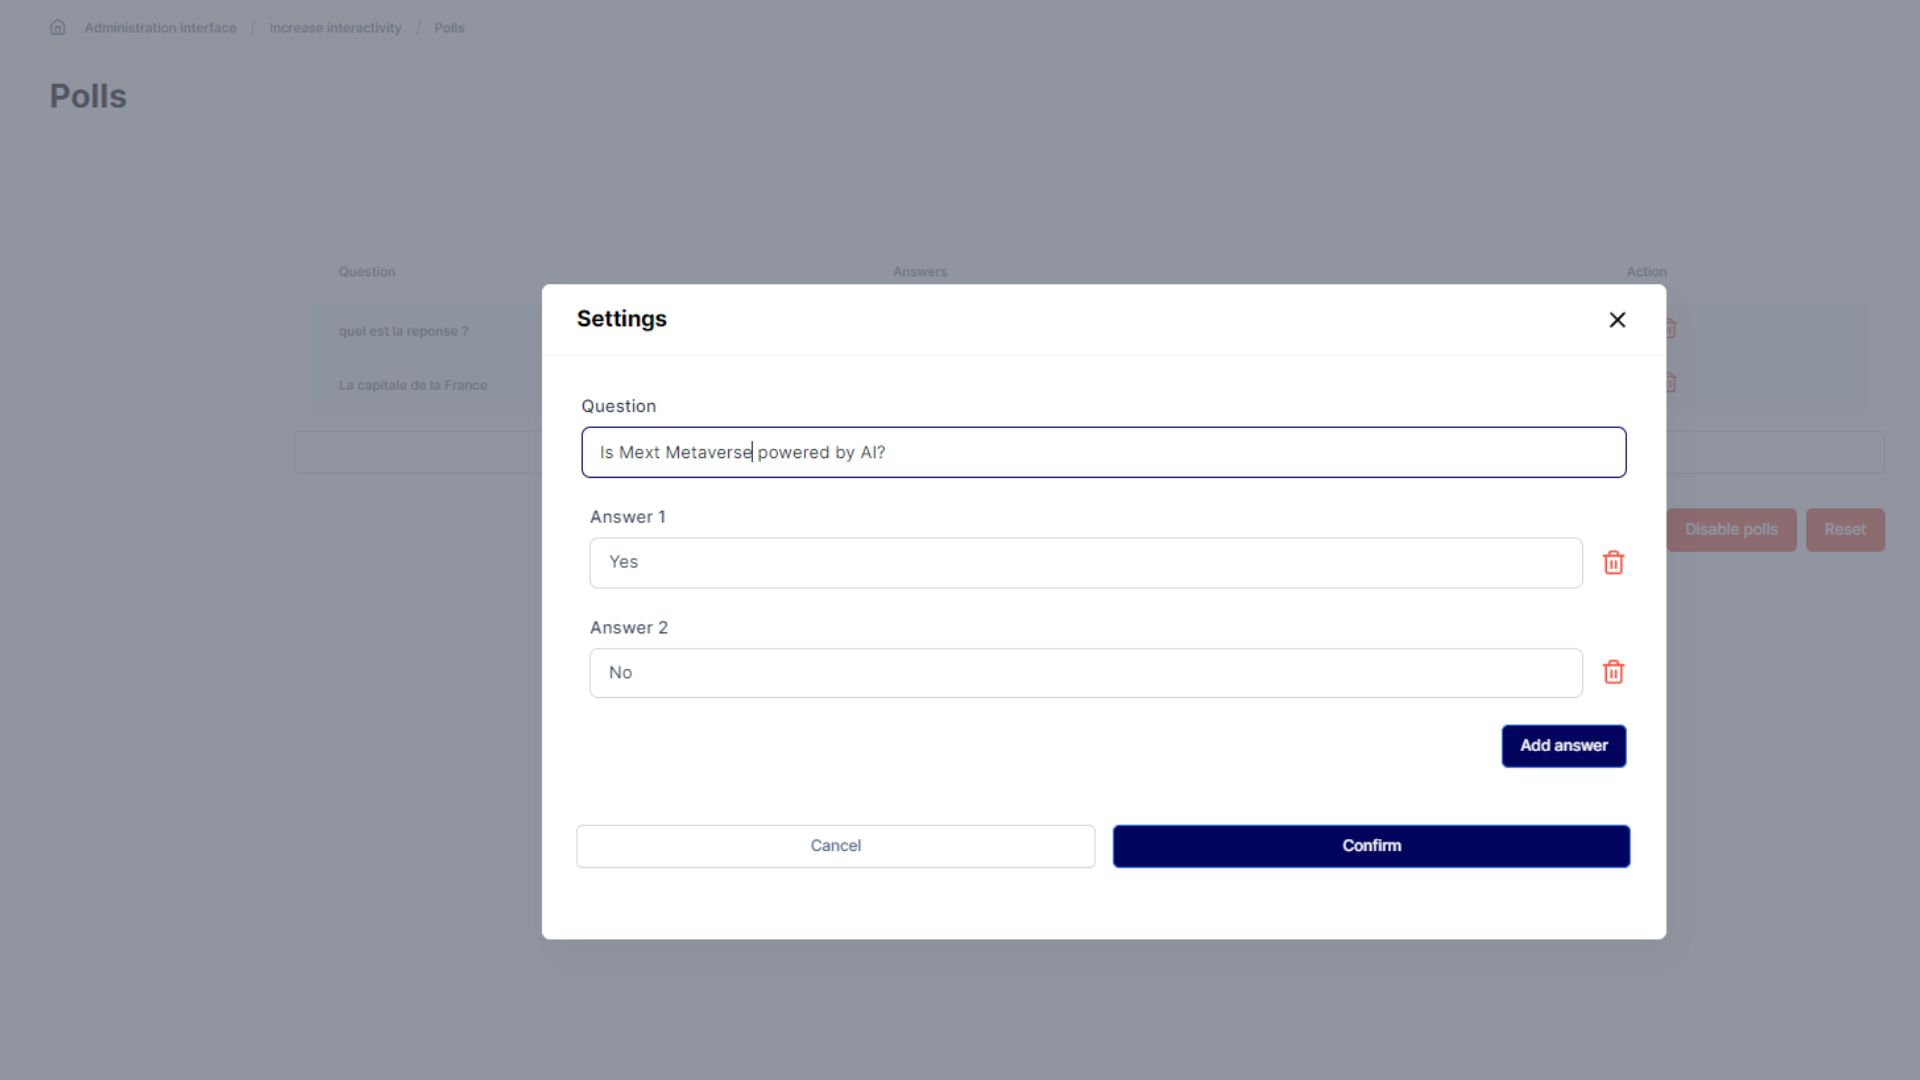 Administration interface / Increase interactivity / Polls
Polls
Question Answers Action
quel est la reponse ?
La capitale de la France
Disable polls Reset
Settings
Question
Is Mext Metaverse powered by AI?
Answer 1
Yes
Answer 2
No
Add answer
Cancel Confirm